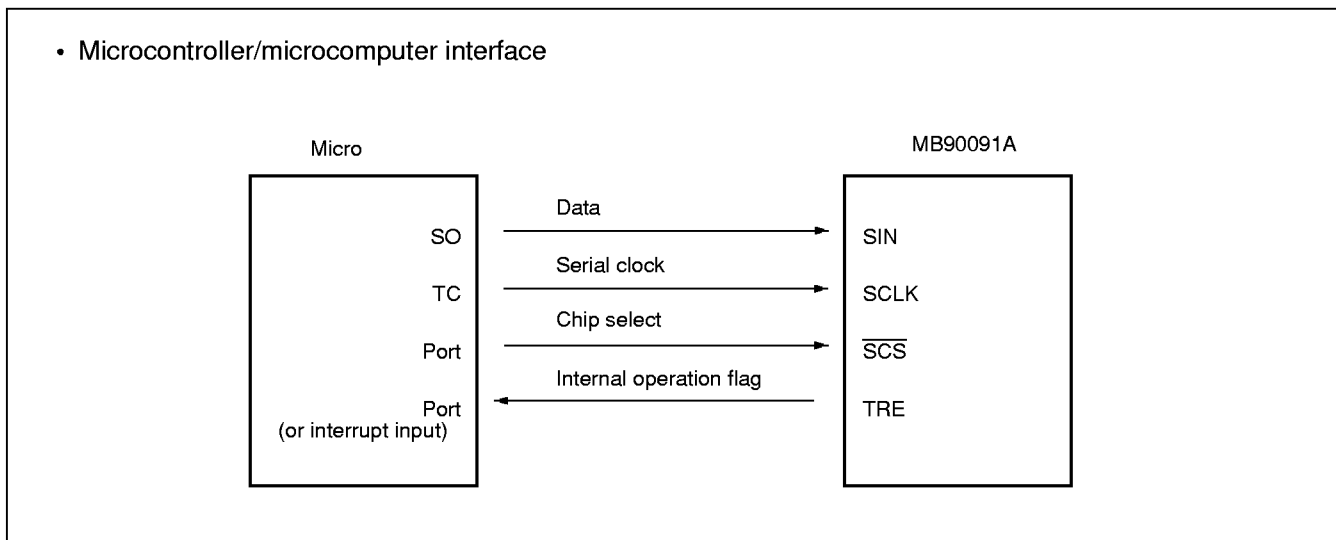 • Microcontroller/microcomputer interface
Micro
MB90091A
Data
SO
SIN
Serial clock
TC
SCLK
Chip select
Port
SCS
Internal operation flag
Port
TRE
(or interrupt input)